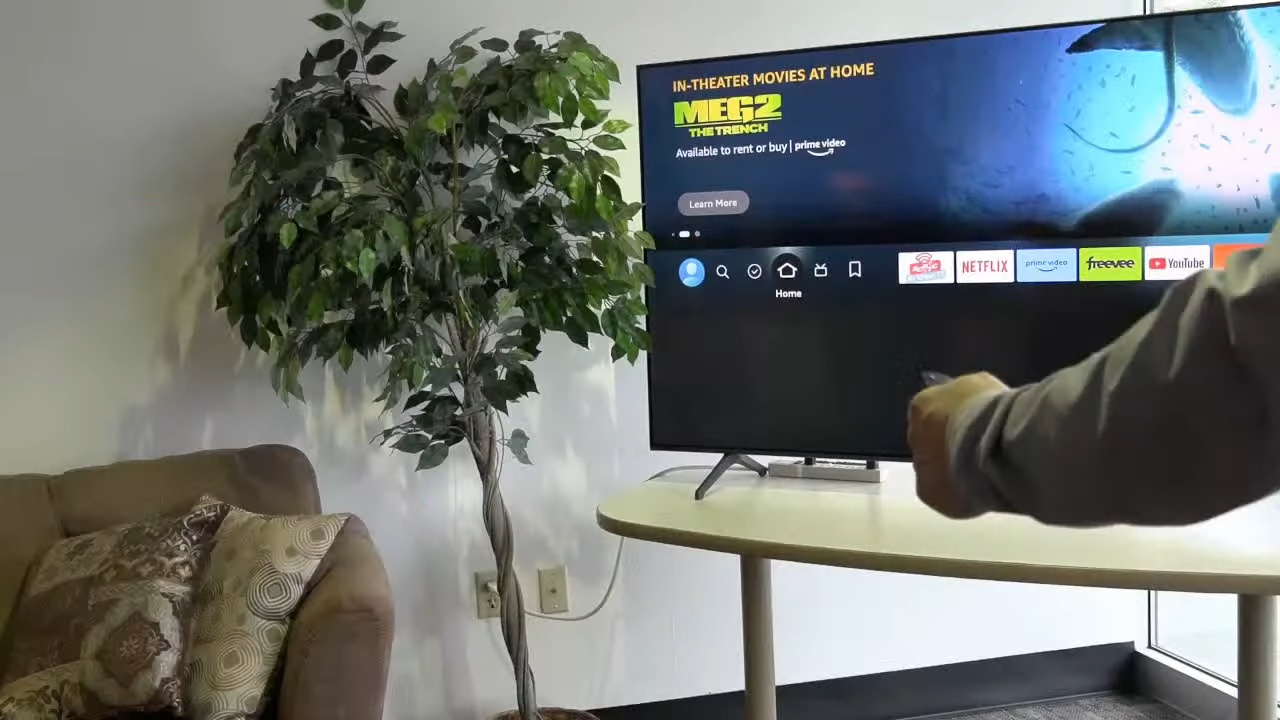 IN-THEATER MOVIES AT HOME
MEG2
THE TRENCH
Available to rent or buy | prime video
Learn More
NETFLIX
prime video
freevee
YouTube
Home